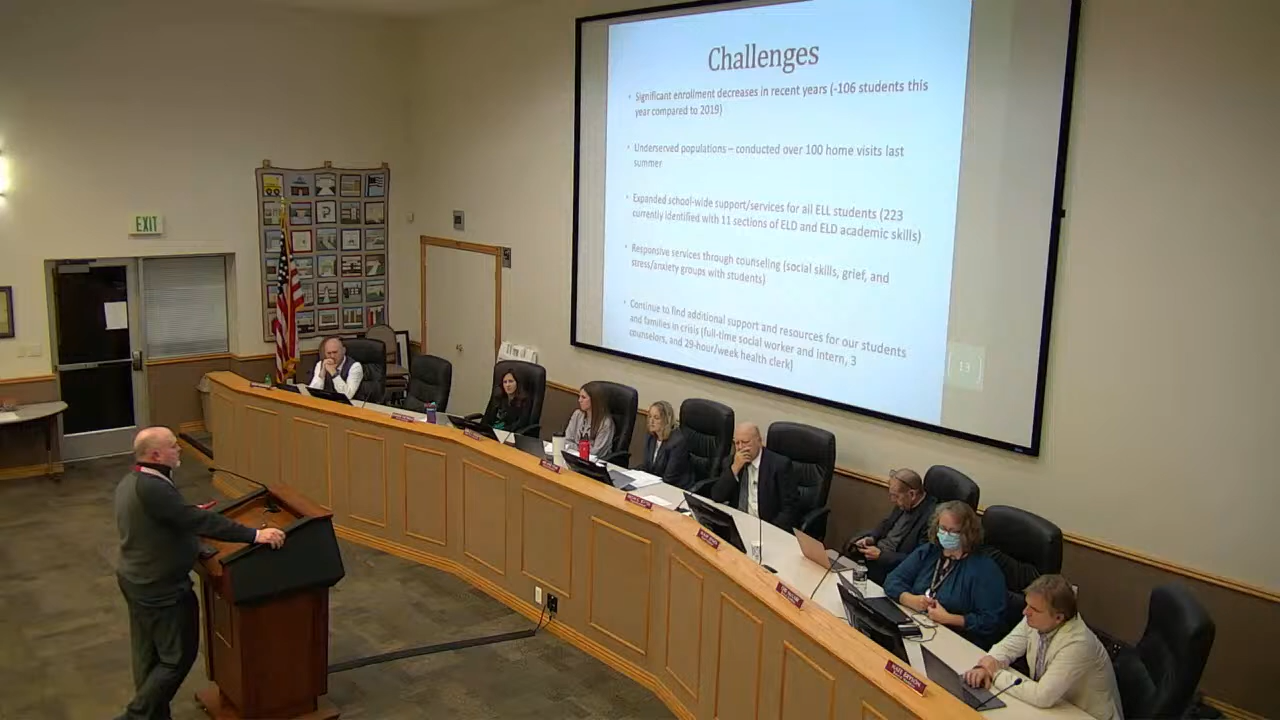 Challenges
• Significant enrollment decreases in recent years (-106 students this
year compared to 2019)
• Underserved populations – conducted over 100 home visits last
summer
• Expanded school-wide support/services for all ELL students (223
currently identified with 11 sections of ELD and ELD academic skills)
• Responsive services through counseling (social skills, grief, and
stress/anxiety groups with students)
• Continue to find additional support and resources for our students
and families in crisis (full-time social worker and intern, 3
counselors, and 29-hour/week health clerk)
13
EXIT